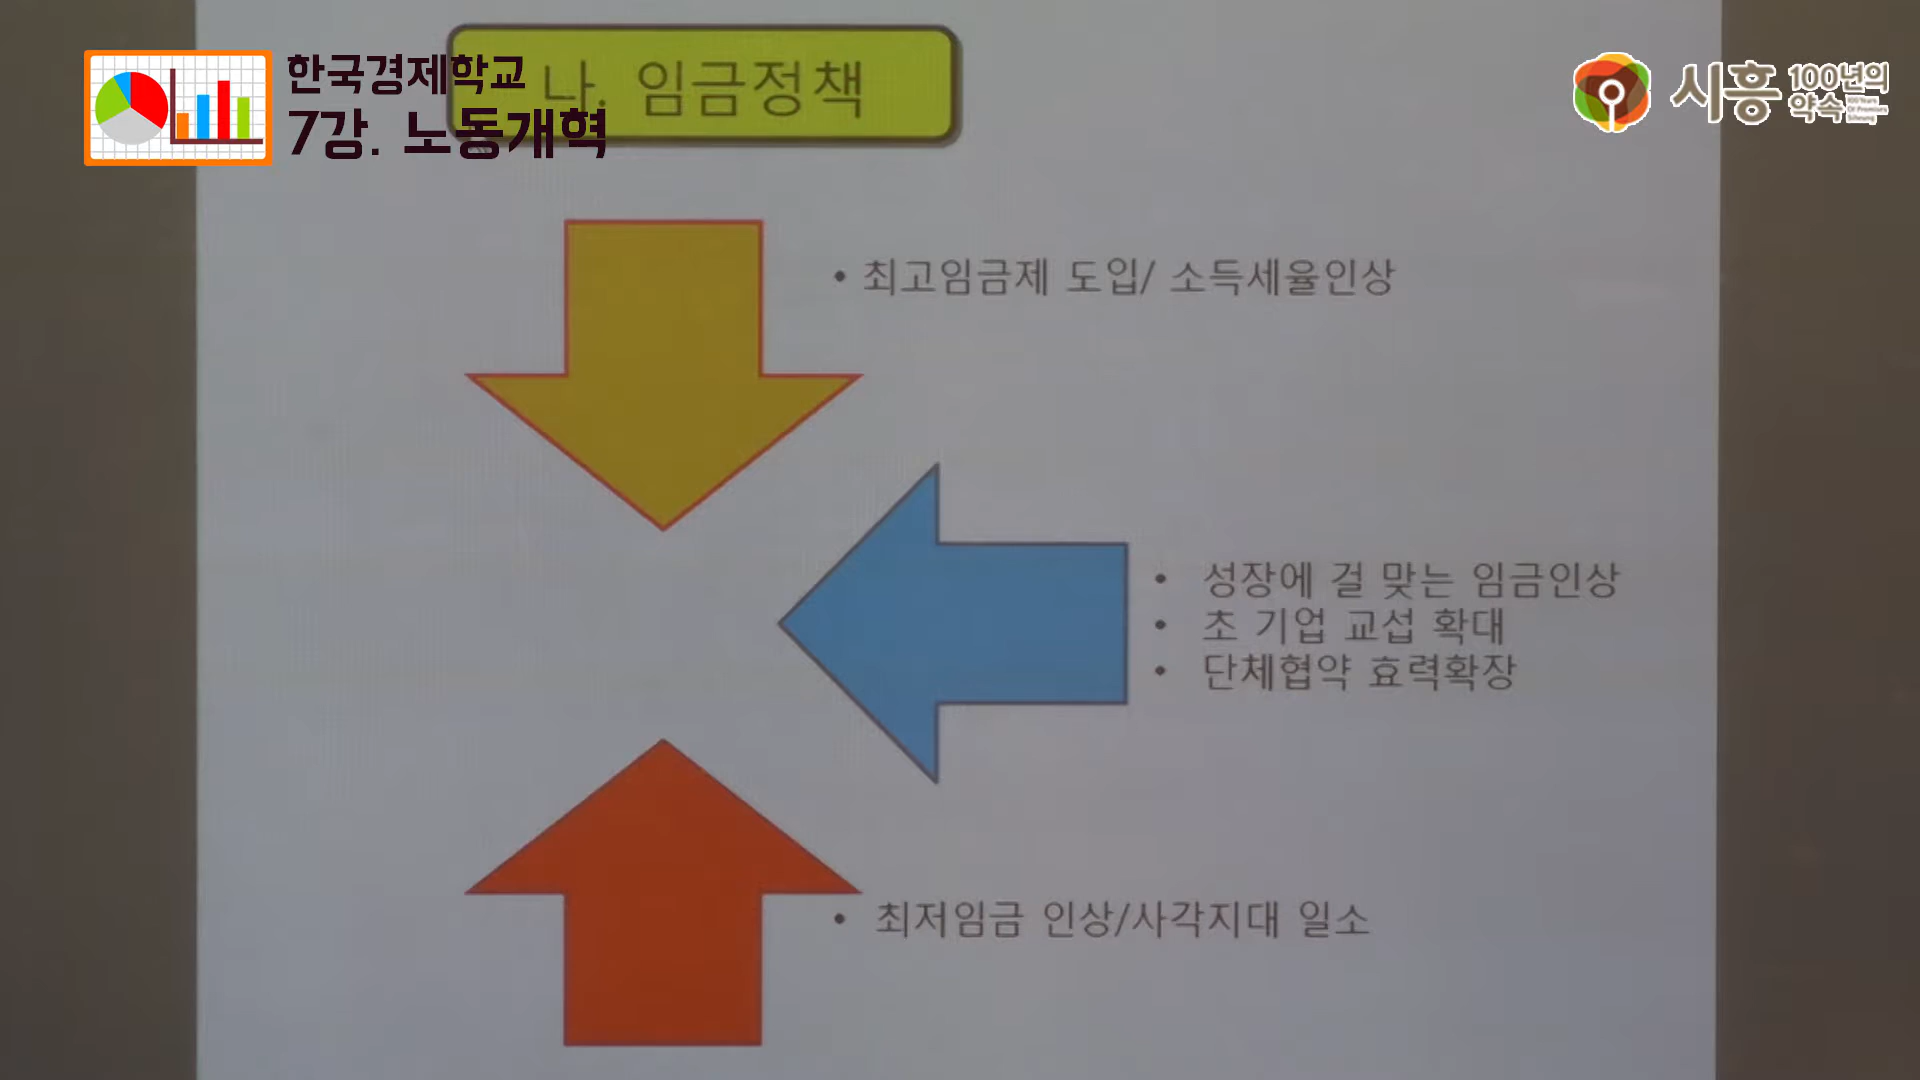 한국경제학교
7강. 노동개혁
나. 임금정책
시흥 100년의
약속
• 최고임금제 도입/ 소득세율인상
• 성장에 걸 맞는 임금인상
• 초 기업 교섭 확대
• 단체협약 효력확장
• 최저임금 인상/사각지대 일소